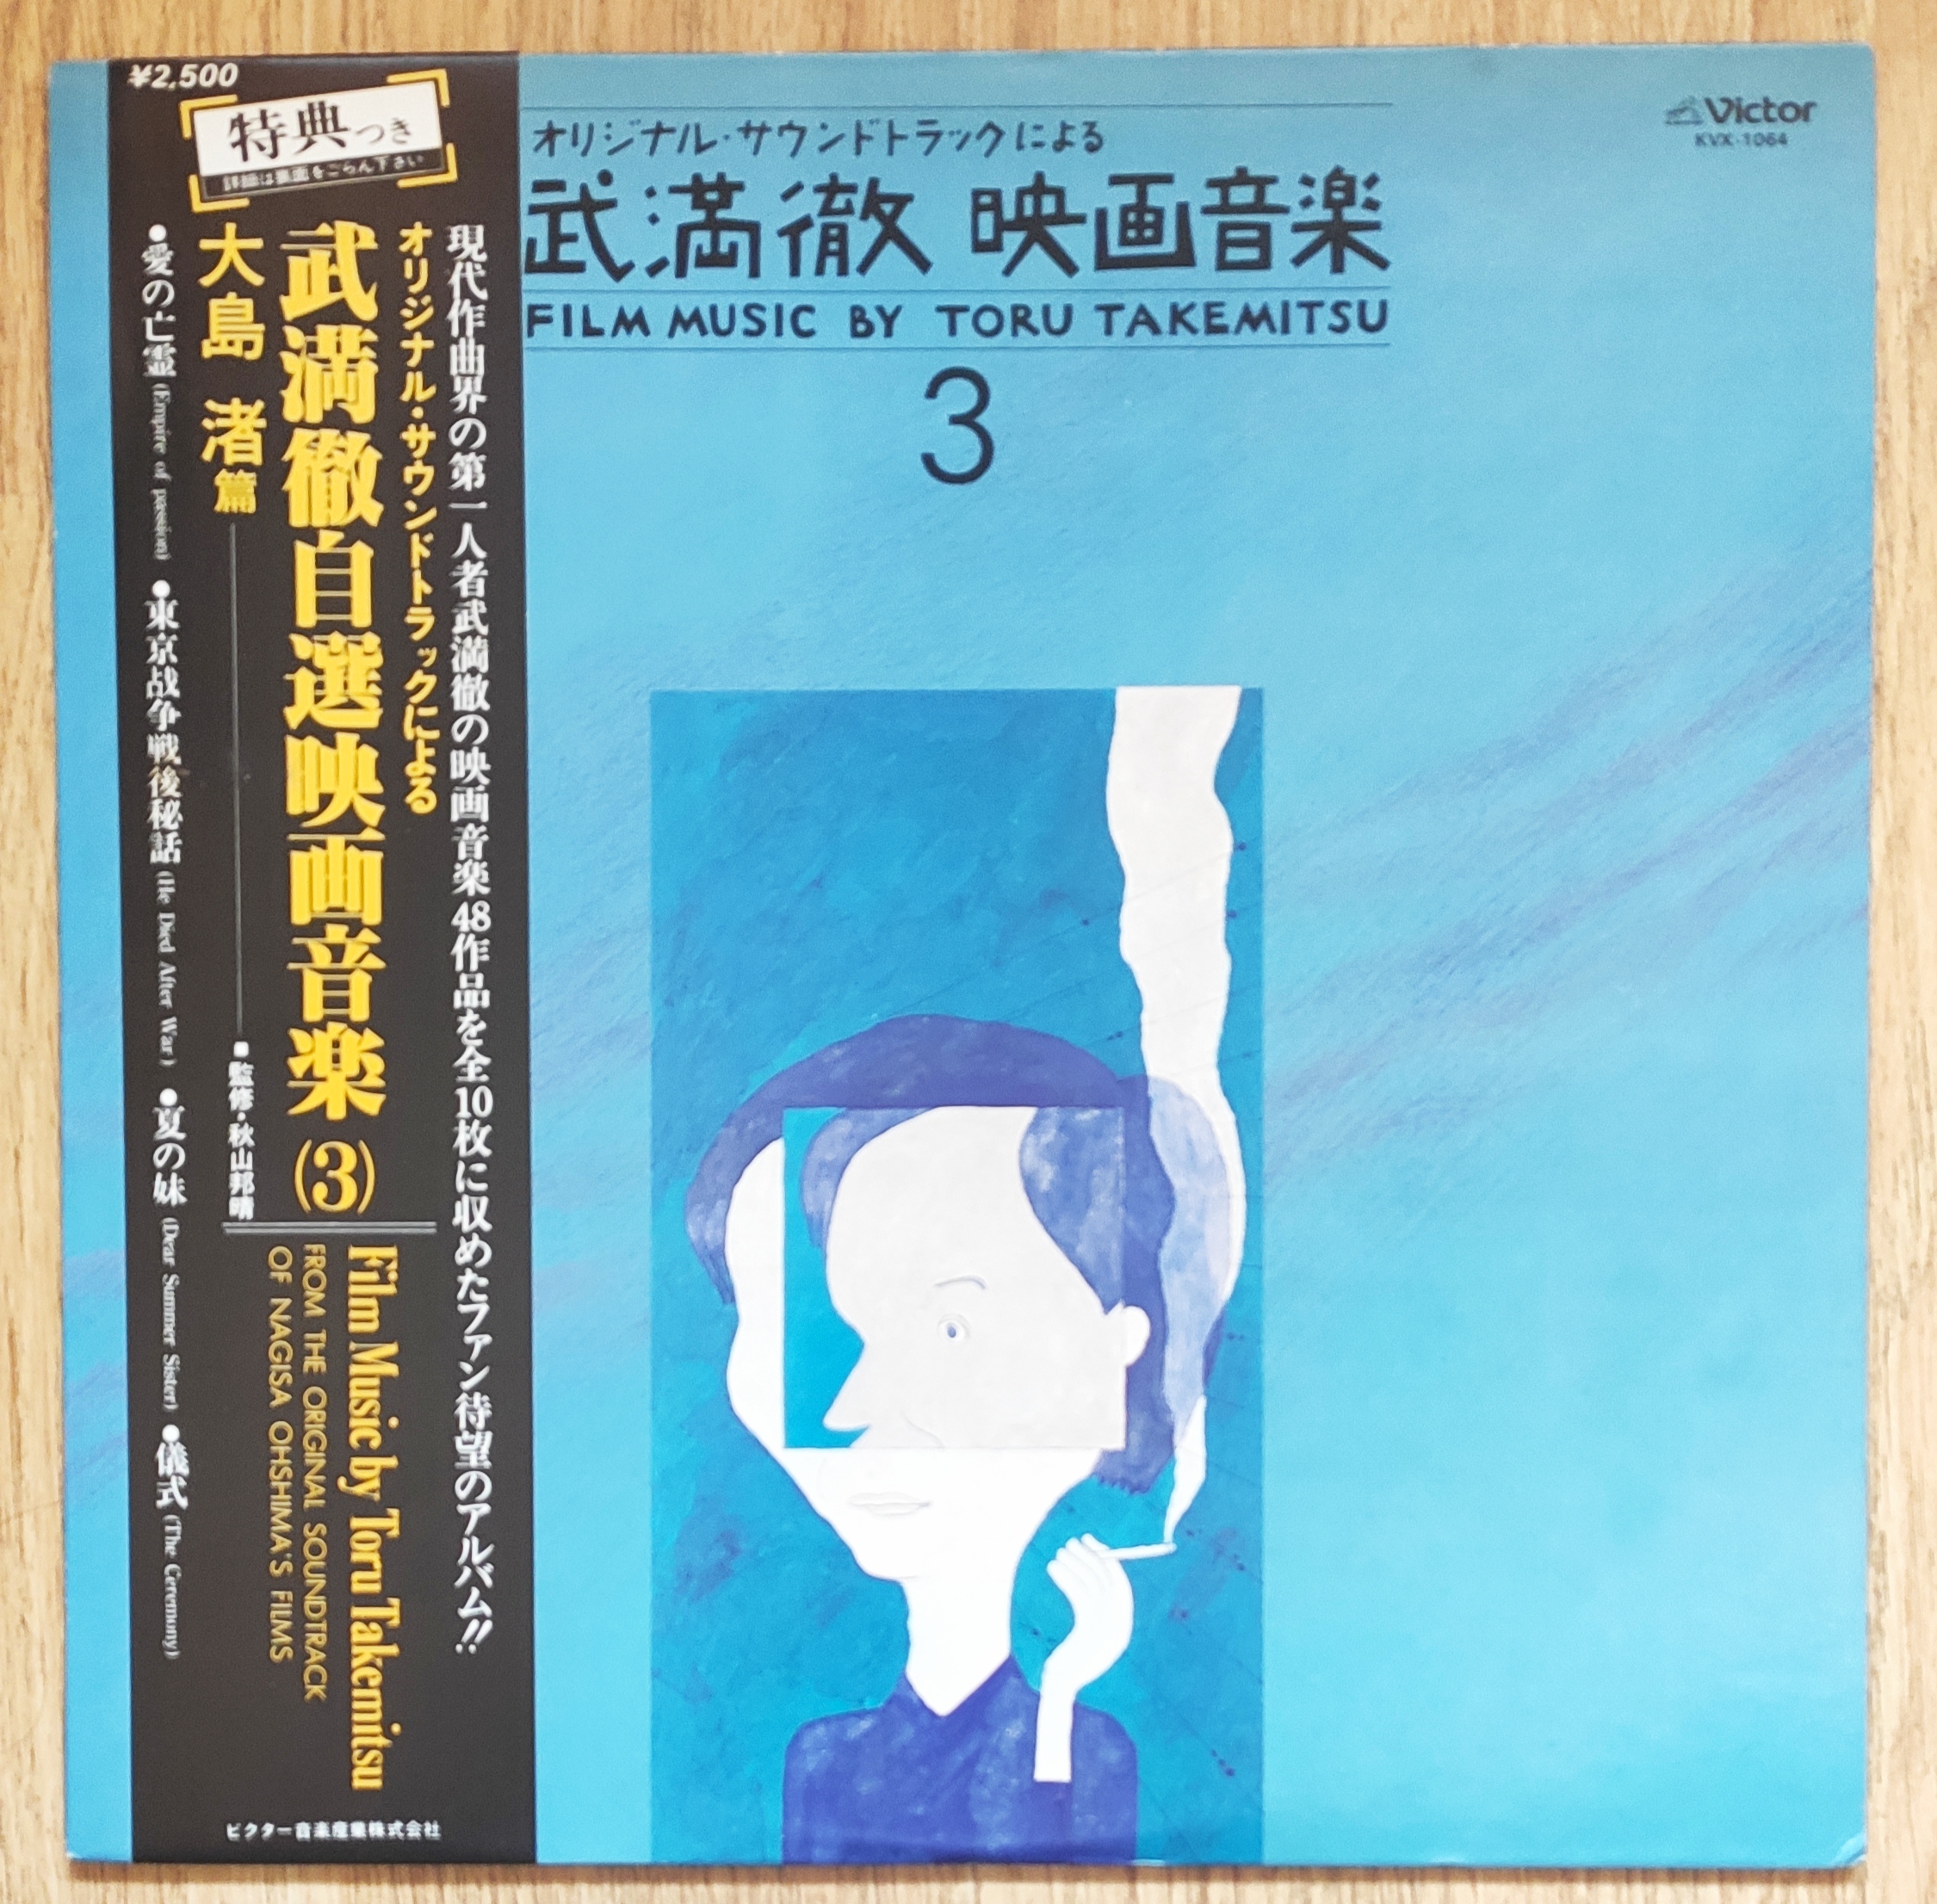 ¥2,500
特典つき
詳細は裏面をごらん下さい
現代作曲界の第一人者武満徹の映画音楽48作品を全10枚に収めたファン待望のアルバム!!
オリジナル・サウンドトラックによる
武満徹自選映画音楽(3)
大島 渚篇
■監修・秋山邦晴
●愛の亡霊(Empire of passion) ●東京战争戦後秘話(He Died After War) ●夏の妹(Dear Summer Sister) ●儀式(The Ceremony)
Film Music by Toru Takemitsu
FROM THE ORIGINAL SOUNDTRACK
OF NAGISA OHSHIMA'S FILMS
ビクター音楽産業株式会社
オリジナル・サウンドトラックによる
武満徹 映画音楽
FILM MUSIC BY TORU TAKEMITSU
3
Victor
KVX-1064